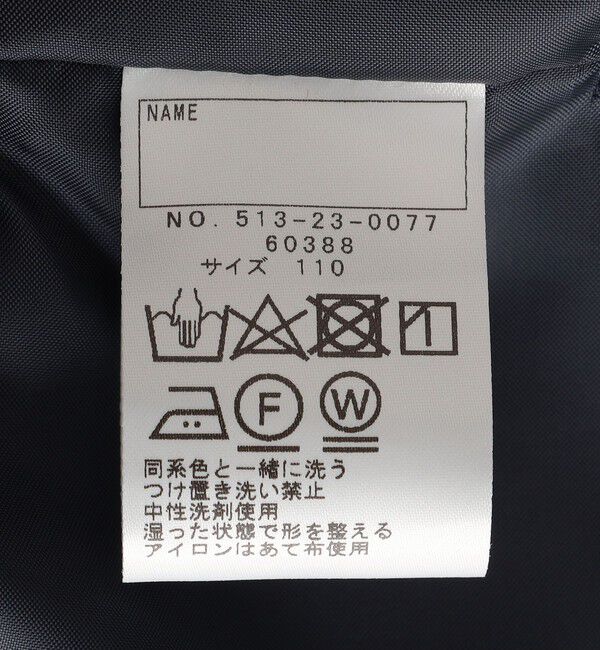 NAME
NO. 513-23-0077
60388
サイズ 110
F
W
同系色と一緒に洗う
つけ置き洗い禁止
中性洗剤使用
湿った状態で形を整える
アイロンはあて布使用